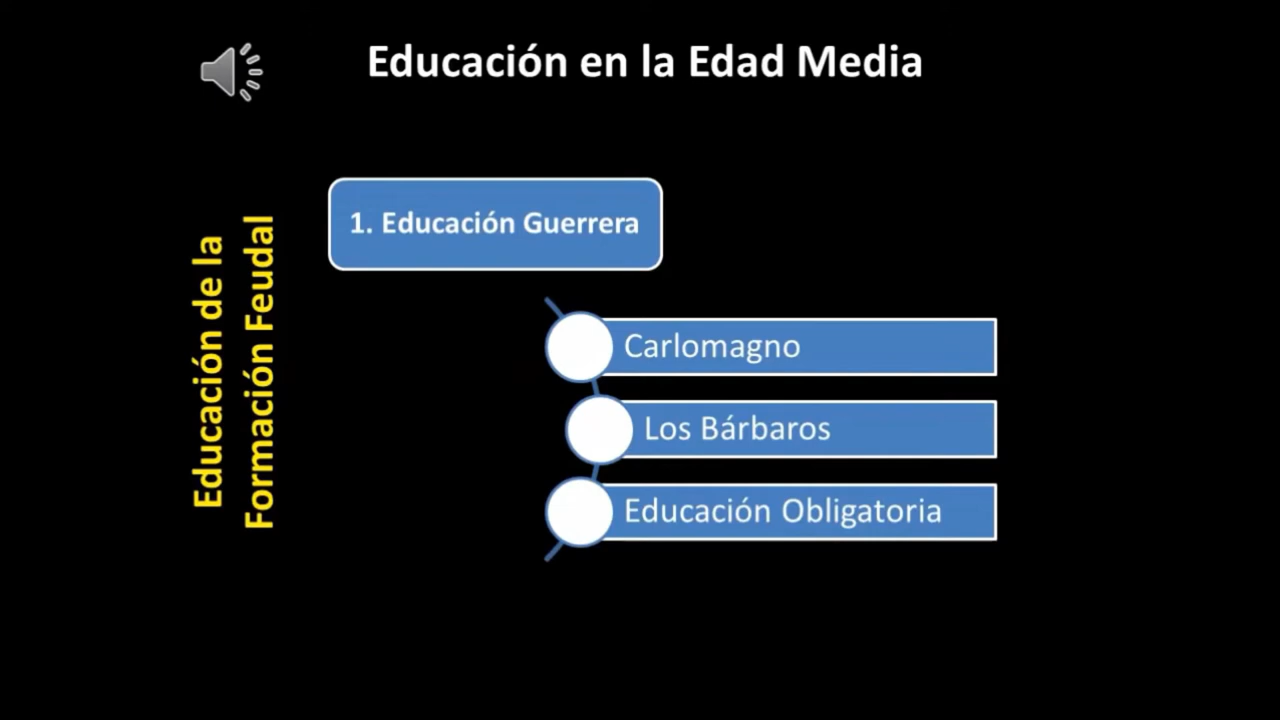 Educación en la Edad Media
Educación de la
Formación Feudal
1. Educación Guerrera
Carlomagno
Los Bárbaros
Educación Obligatoria